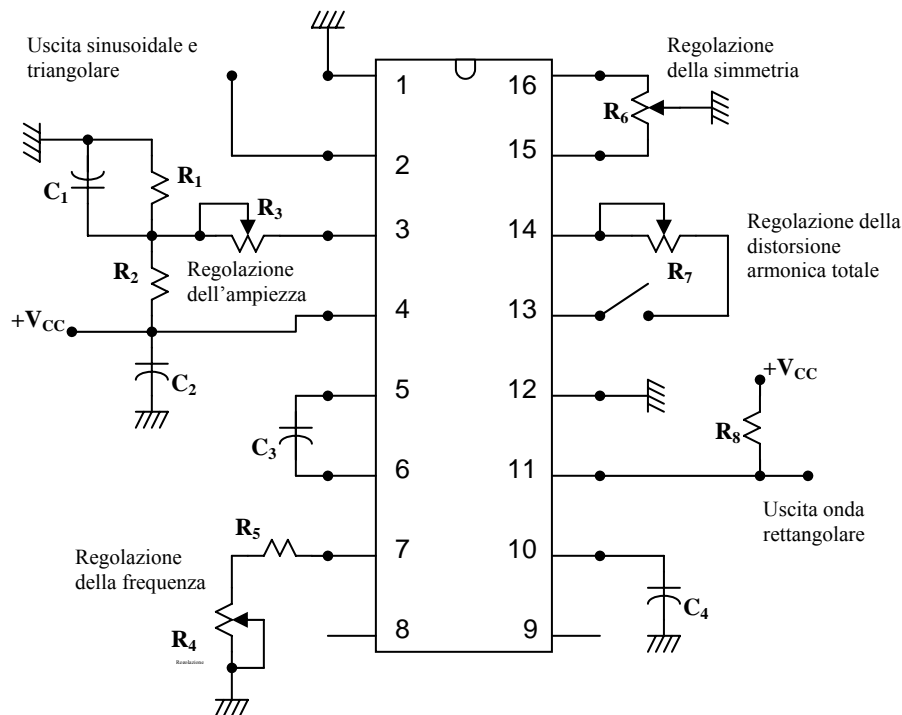 Uscita sinusoidale e
triangolare
Regolazione
della simmetria
1
16
R6
2
15
C1
R1
R3
3
14
Regolazione della
distorsione
armonica totale
R2
Regolazione
dell'ampiezza
R7
+VCC
4
13
C2
+VCC
5
12
C3
R8
6
11
Uscita onda
rettangolare
R5
Regolazione
della frequenza
7
10
C4
R4
8
9
Regolazione